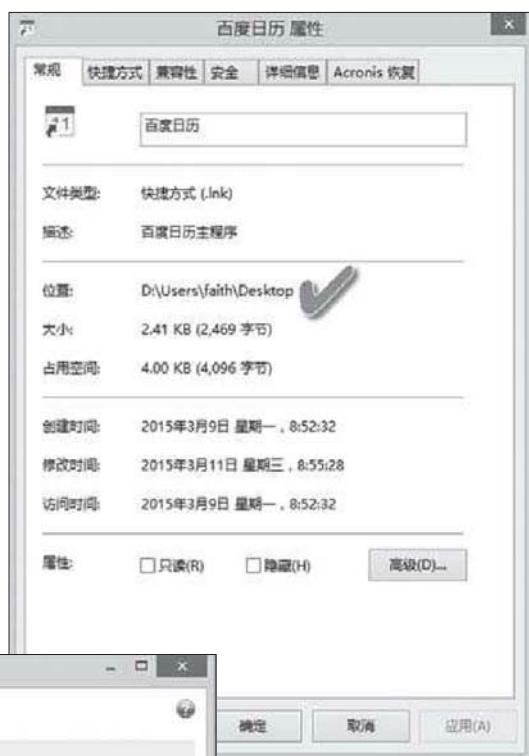 百度日历 属性
常规 快捷方式 兼容性 安全 详细信息 Acronis 恢复
百度日历
文件类型: 快捷方式 (.lnk)
描述: 百度日历主程序
位置: D:\Users\faith\Desktop
大小: 2.41 KB (2,469 字节)
占用空间: 4.00 KB (4,096 字节)
创建时间: 2015年3月9日 星期一,8:52:32
修改时间: 2015年3月11日 星期三,8:55:28
访问时间: 2015年3月9日 星期一,8:52:32
属性: 只读(R) 隐藏(H) 高级(D)...
确定 取消 应用(A)